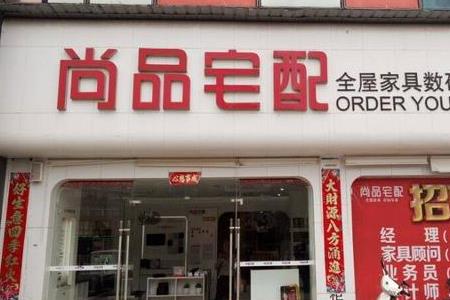 尚品宅配
全屋家具数码
ORDER YOU
心想事成
好生意四季红火
大财源八方涌进
尚品宅配
招
经 理(
家具顾问(
业务员(
计师(